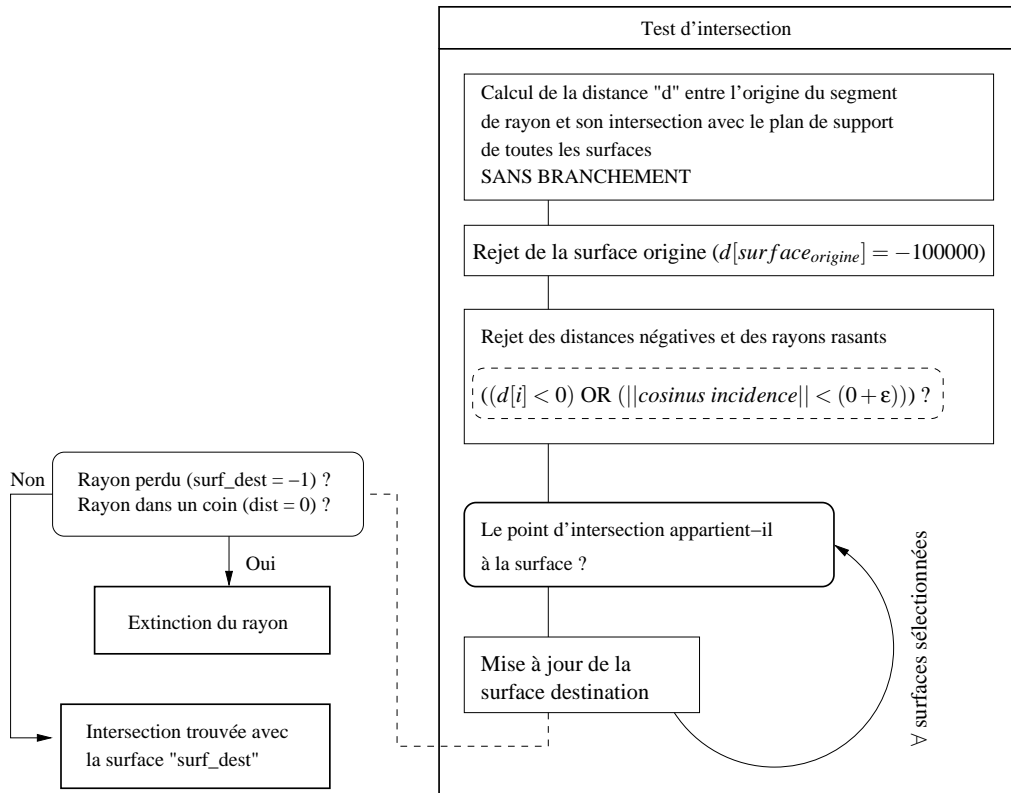 Test d’intersection
Calcul de la distance "d" entre l’origine du segment
de rayon et son intersection avec le plan de support
de toutes les surfaces
SANS BRANCHEMENT
Rejet de la surface origine (d[surface_origine] = −100000)
Rejet des distances négatives et des rayons rasants
((d[i] < 0) OR (||cosinus incidence|| < (0+ε))) ?
Le point d’intersection appartient−il
à la surface ?
Mise à jour de la
surface destination
∀ surfaces sélectionnées
Non
Rayon perdu (surf_dest = −1) ?
Rayon dans un coin (dist = 0) ?
Oui
Extinction du rayon
Intersection trouvée avec
la surface "surf_dest"